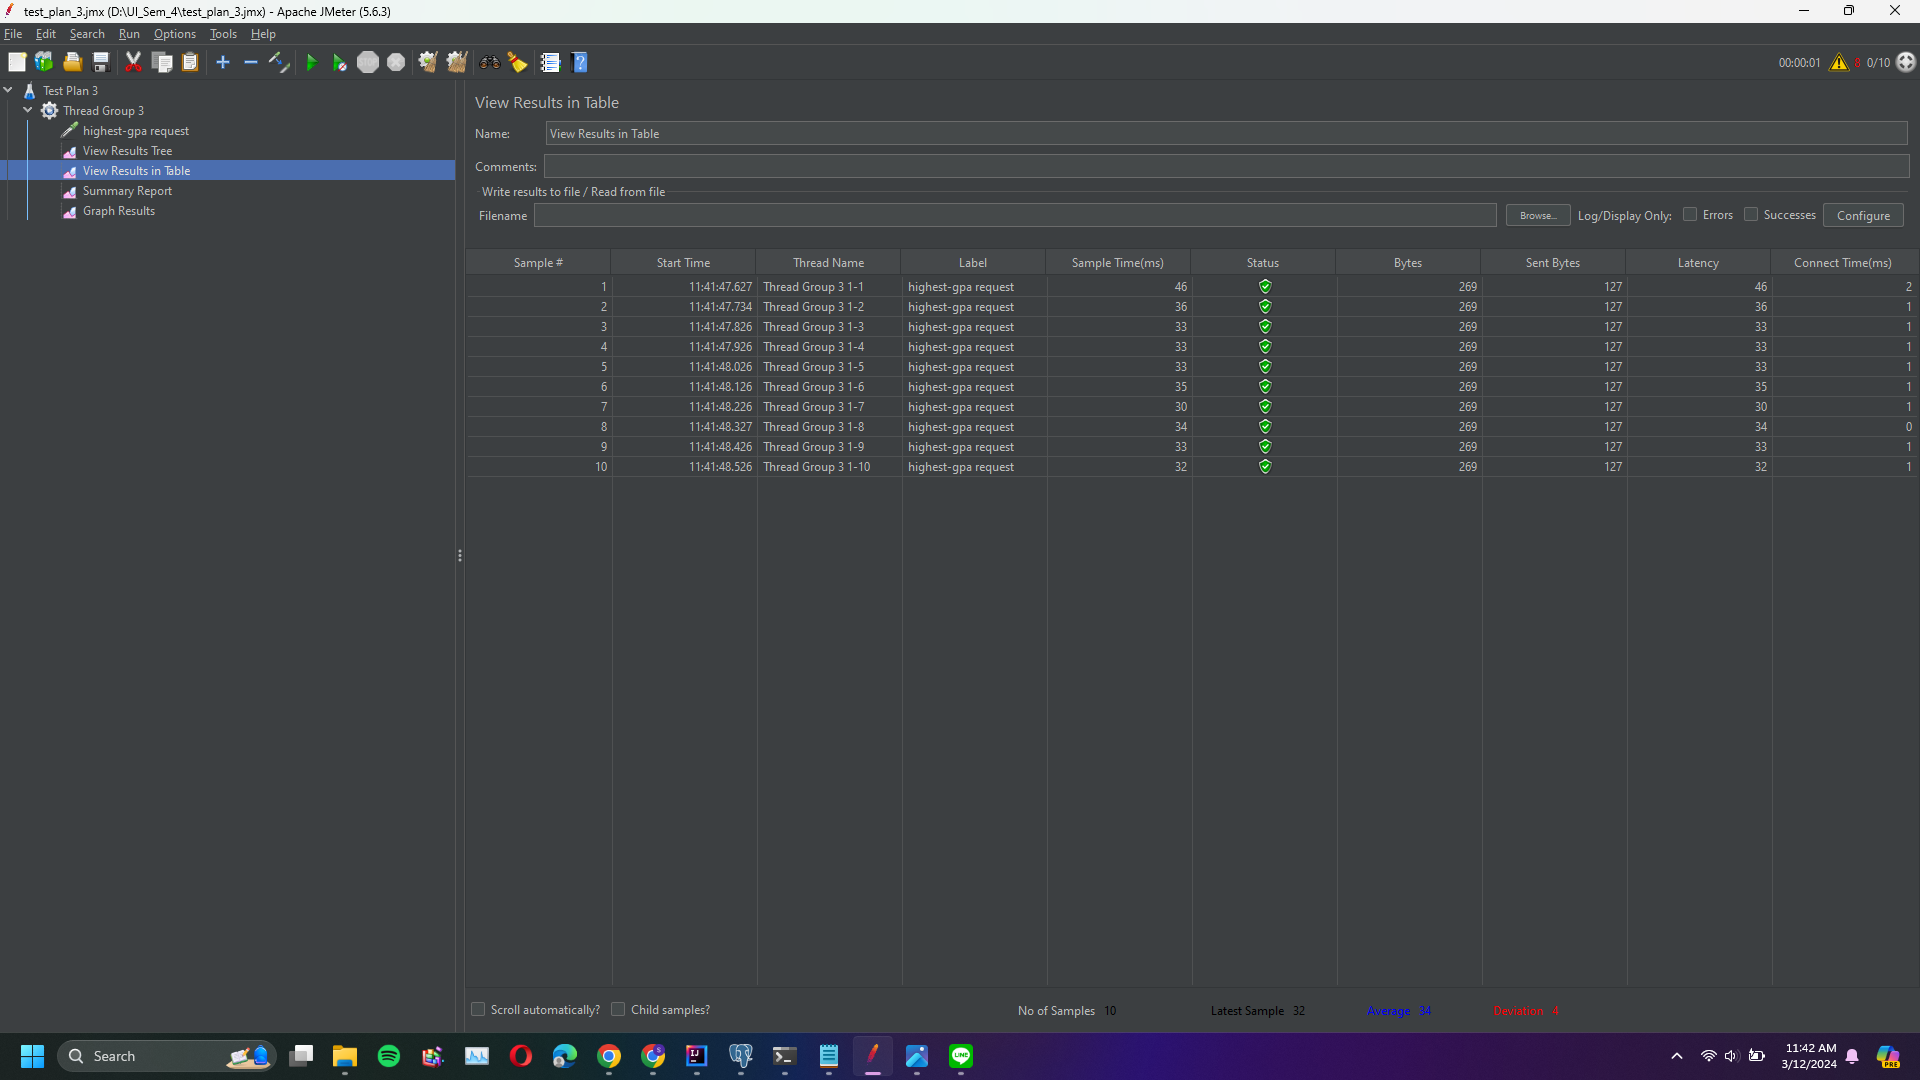 test_plan_3.jmx (D:\UI_Sem_4\test_plan_3.jmx) - Apache JMeter (5.6.3)
File Edit Search Run Options Tools Help
00:00:01 8 0/10
Test Plan 3
Thread Group 3
highest-gpa request
View Results Tree
View Results in Table
Summary Report
Graph Results
View Results in Table
Name: View Results in Table
Comments:
Write results to file / Read from file
Filename Browse... Log/Display Only: Errors Successes Configure
Sample # Start Time Thread Name Label Sample Time(ms) Status Bytes Sent Bytes Latency Connect Time(ms)
1 11:41:47.627 Thread Group 3 1-1 highest-gpa request 46 269 127 46 2
2 11:41:47.734 Thread Group 3 1-2 highest-gpa request 36 269 127 36 1
3 11:41:47.826 Thread Group 3 1-3 highest-gpa request 33 269 127 33 1
4 11:41:47.926 Thread Group 3 1-4 highest-gpa request 33 269 127 33 1
5 11:41:48.026 Thread Group 3 1-5 highest-gpa request 33 269 127 33 1
6 11:41:48.126 Thread Group 3 1-6 highest-gpa request 35 269 127 35 1
7 11:41:48.226 Thread Group 3 1-7 highest-gpa request 30 269 127 30 1
8 11:41:48.327 Thread Group 3 1-8 highest-gpa request 34 269 127 34 0
9 11:41:48.426 Thread Group 3 1-9 highest-gpa request 33 269 127 33 1
10 11:41:48.526 Thread Group 3 1-10 highest-gpa request 32 269 127 32 1
Scroll automatically? Child samples? No of Samples 10 Latest Sample 32 Average 34 Deviation 4
Search
11:42 AM
3/12/2024